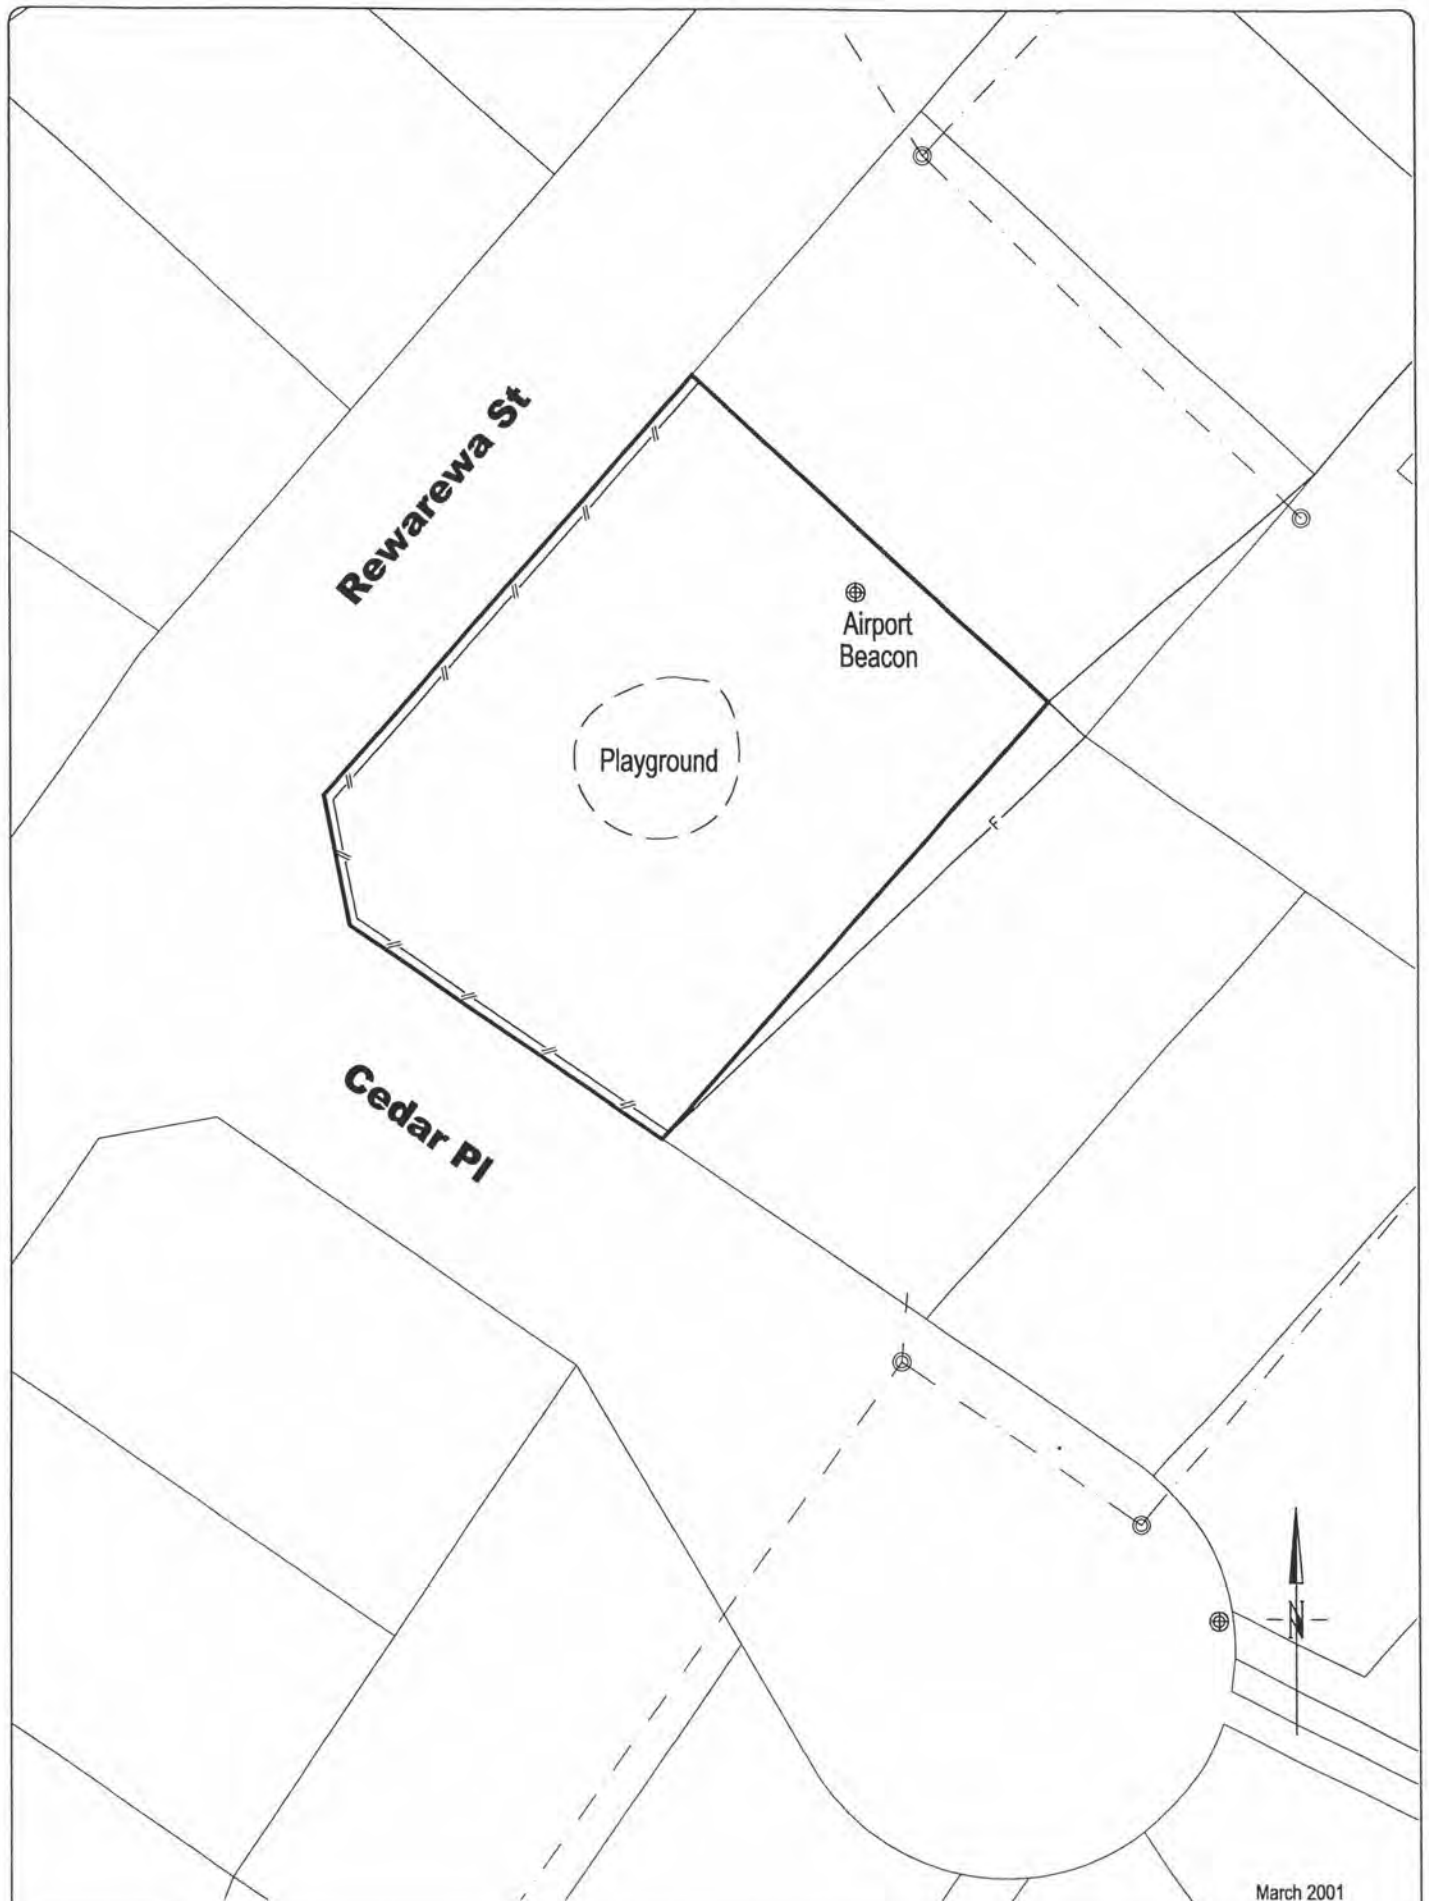 Rewarewa St
Airport
Beacon
Playground
F
Cedar Pl
N
March 2001